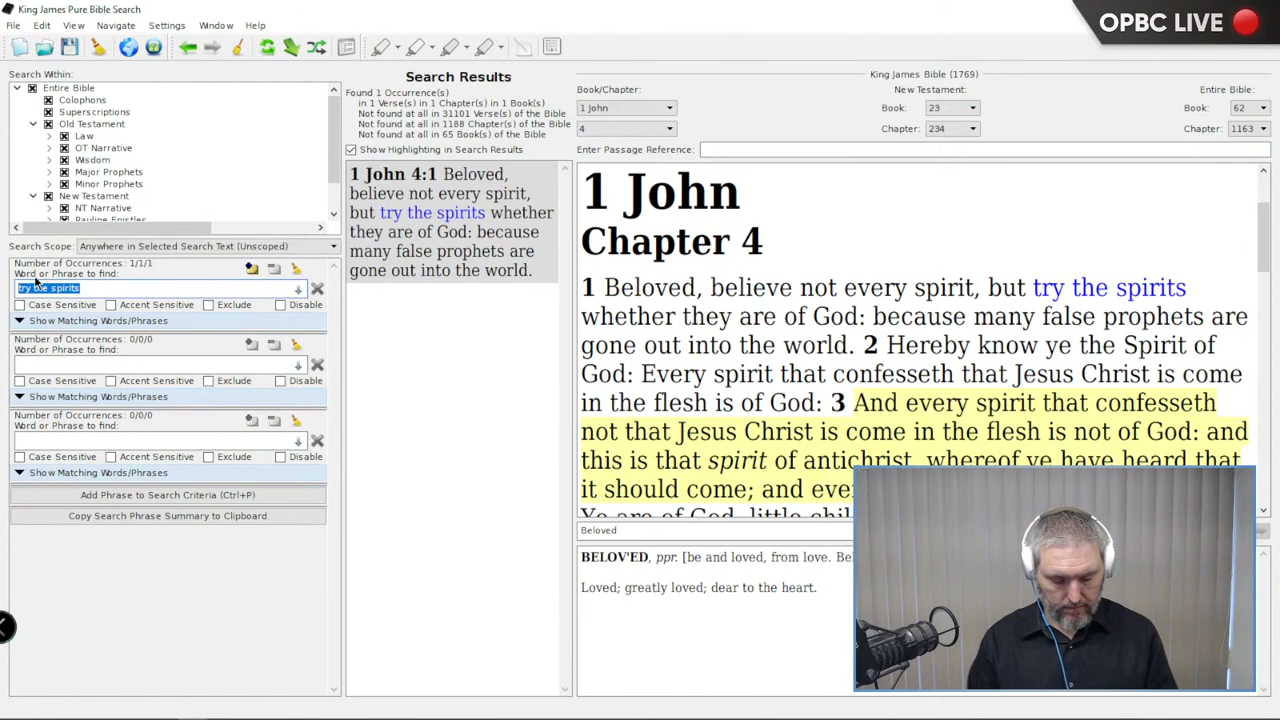 King James Pure Bible Search
File Edit View Navigate Settings Window Help
OPBC LIVE
Search Within:
Entire Bible
Colophons
Superscriptions
Old Testament
Law
OT Narrative
Wisdom
Major Prophets
Minor Prophets
New Testament
NT Narrative
Pauline Epistles
Search Scope: Anywhere in Selected Search Text (Unscoped)
Number of Occurrences: 1/1/1
Word or Phrase to find:
try the spirits
Case Sensitive Accent Sensitive Exclude Disable
Show Matching Words/Phrases
Number of Occurrences: 0/0/0
Word or Phrase to find:
Case Sensitive Accent Sensitive Exclude Disable
Show Matching Words/Phrases
Number of Occurrences: 0/0/0
Word or Phrase to find:
Case Sensitive Accent Sensitive Exclude Disable
Show Matching Words/Phrases
Add Phrase to Search Criteria (Ctrl+P)
Copy Search Phrase Summary to Clipboard
Search Results
Found 1 Occurrence(s)
in 1 Verse(s) in 1 Chapter(s) in 1 Book(s)
Not found at all in 31101 Verse(s) of the Bible
Not found at all in 1188 Chapter(s) of the Bible
Not found at all in 65 Book(s) of the Bible
Show Highlighting in Search Results
1 John 4:1 Beloved,
believe not every spirit,
but try the spirits whether
they are of God: because
many false prophets are
gone out into the world.
King James Bible (1769)
Book/Chapter: New Testament: Entire Bible:
1 John Book: 23 Book: 62
4 Chapter: 234 Chapter: 1163
Enter Passage Reference:
1 John
Chapter 4
1 Beloved, believe not every spirit, but try the spirits
whether they are of God: because many false prophets are
gone out into the world. 2 Hereby know ye the Spirit of
God: Every spirit that confesseth that Jesus Christ is come
in the flesh is of God: 3 And every spirit that confesseth
not that Jesus Christ is come in the flesh is not of God: and
this is that spirit of antichrist, whereof ye have heard that
it should come; and
Ye are of God, little
Beloved
BELOV'ED, ppr. [be and loved, from love.
Loved; greatly loved; dear to the heart.